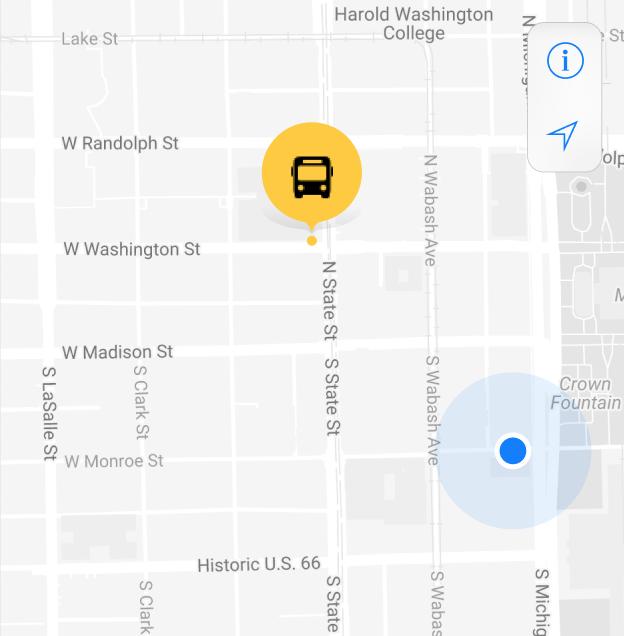 Harold Washington
College
Lake St
N Michig
e St
W Randolph St
N Wabash Ave
W Washington St
N State St
W Madison St
S LaSalle St
S Clark St
S State St
S Wabash Ave
Crown
Fountain
W Monroe St
Historic U.S. 66
S Clark
S State
S Wabas
S Michig